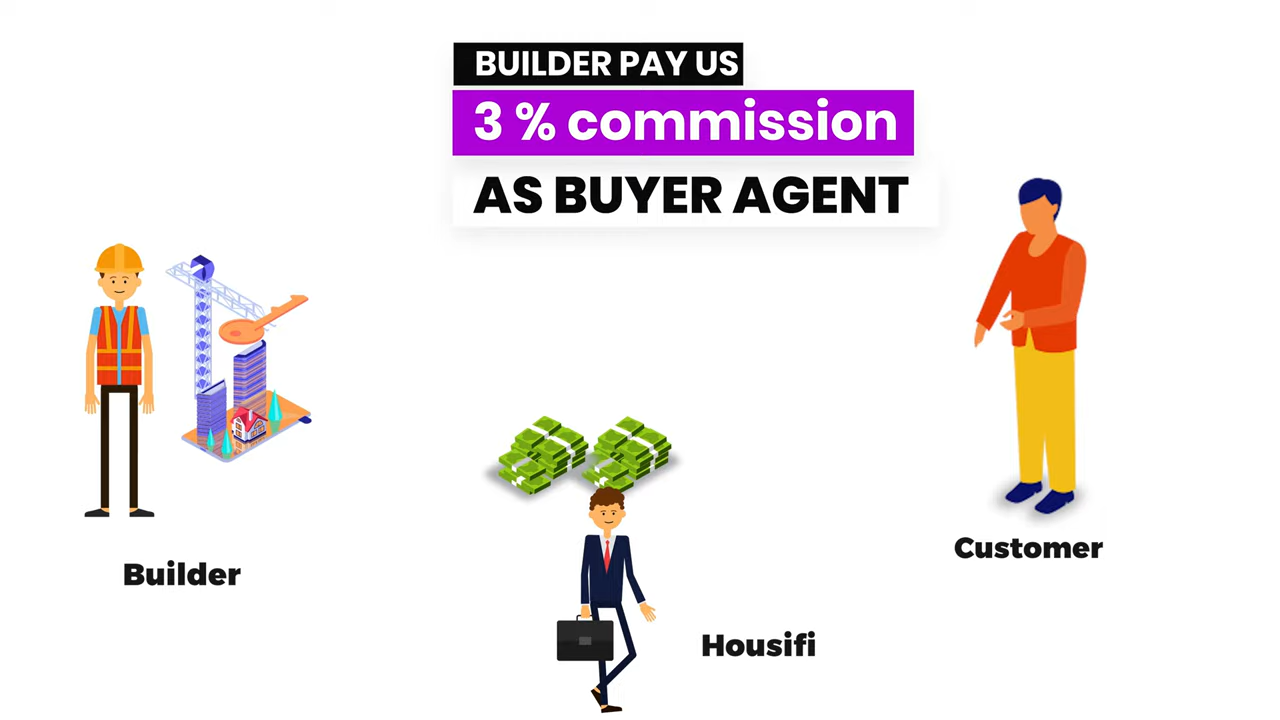 BUILDER PAY US
3 % commission
AS BUYER AGENT
Builder
Customer
Housifi